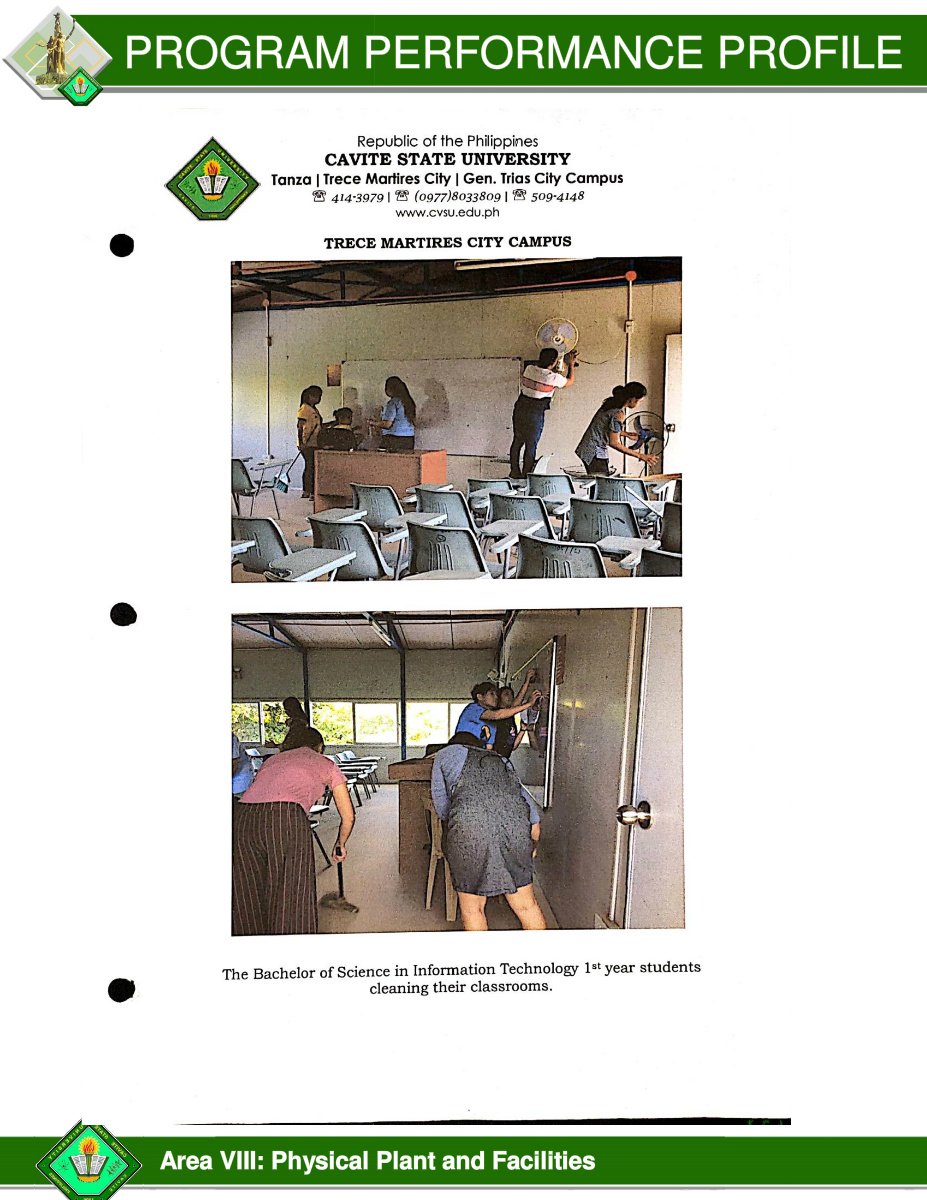 PROGRAM PERFORMANCE PROFILE
Republic of the Philippines
CAVITE STATE UNIVERSITY
Tanza | Trece Martires City | Gen. Trias City Campus
☏ 414-3979 | ☏ (0977)8033809 | ☏ 509-4148
www.cvsu.edu.ph
TRECE MARTIRES CITY CAMPUS
The Bachelor of Science in Information Technology 1st year students
cleaning their classrooms.
Area VIII: Physical Plant and Facilities